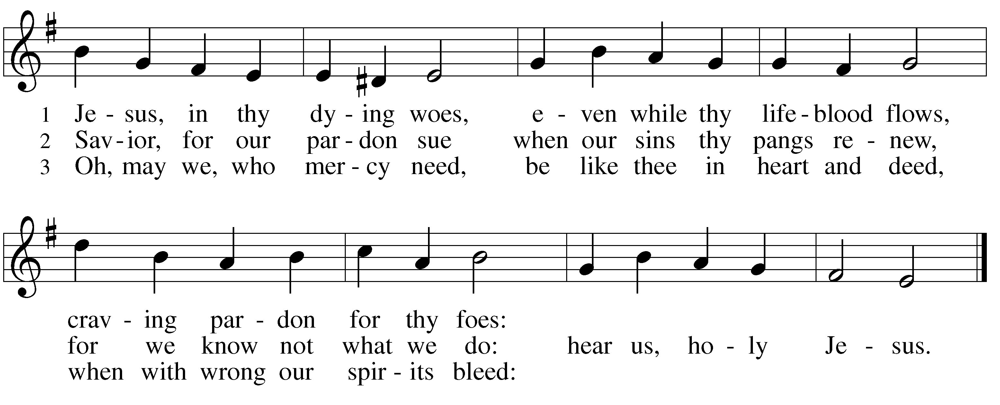 1 Je - sus, in thy dy - ing woes, e - ven while thy life - blood flows,
2 Sav - ior, for our par - don sue when our sins thy pangs re - new,
3 Oh, may we, who mer - cy need, be like thee in heart and deed,
crav - ing par - don for thy foes:
for we know not what we do: hear us, ho - ly Je - sus.
when with wrong our spir - its bleed: